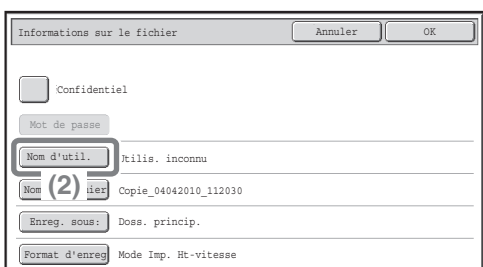 Informations sur le fichier Annuler OK
Confidentiel
Mot de passe
Nom d'util. Utilis. inconnu
Nom (2) ier Copie_04042010_112030
Enreg. sous: Doss. princip.
Format d'enreg Mode Imp. Ht-vitesse